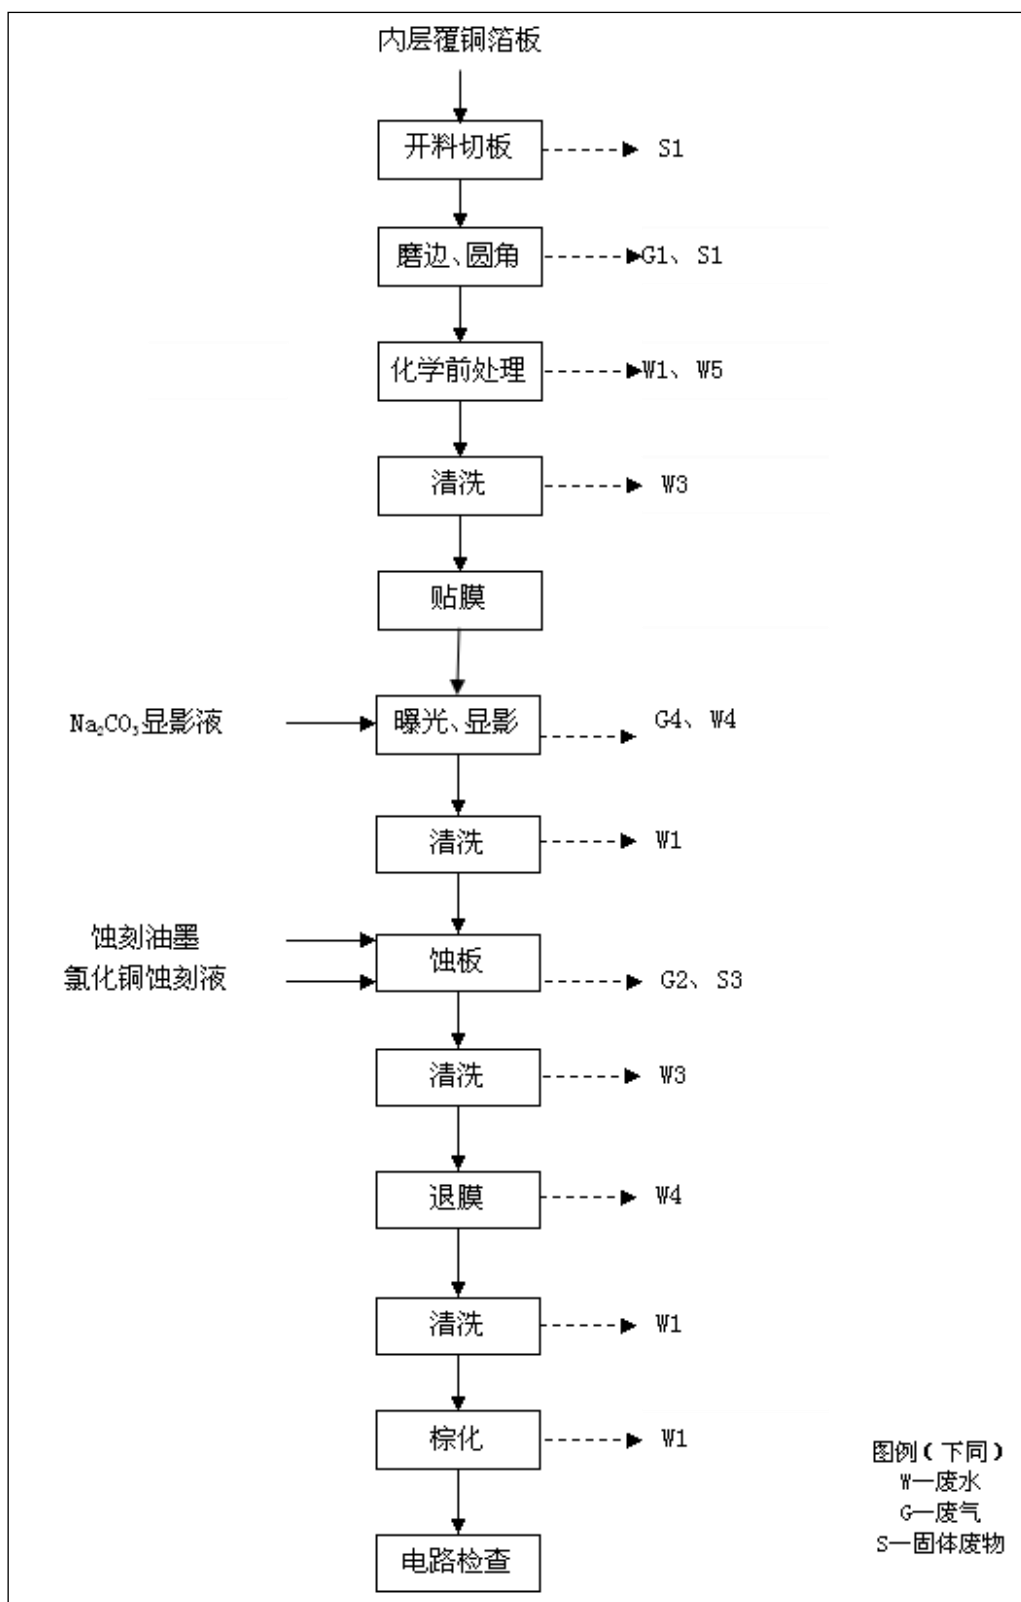 内层覆铜箔板
开料切板 S1
磨边、圆角 G1、S1
化学前处理 W1、W5
清洗 W3
贴膜
Na₂CO₃显影液 曝光、显影 G4、W4
清洗 W1
蚀刻油墨
蚀板
氯化铜蚀刻液 G2、S3
清洗 W3
退膜 W4
清洗 W1
棕化 W1
电路检查
图例(下同)
W—废水
G—废气
S—固体废物